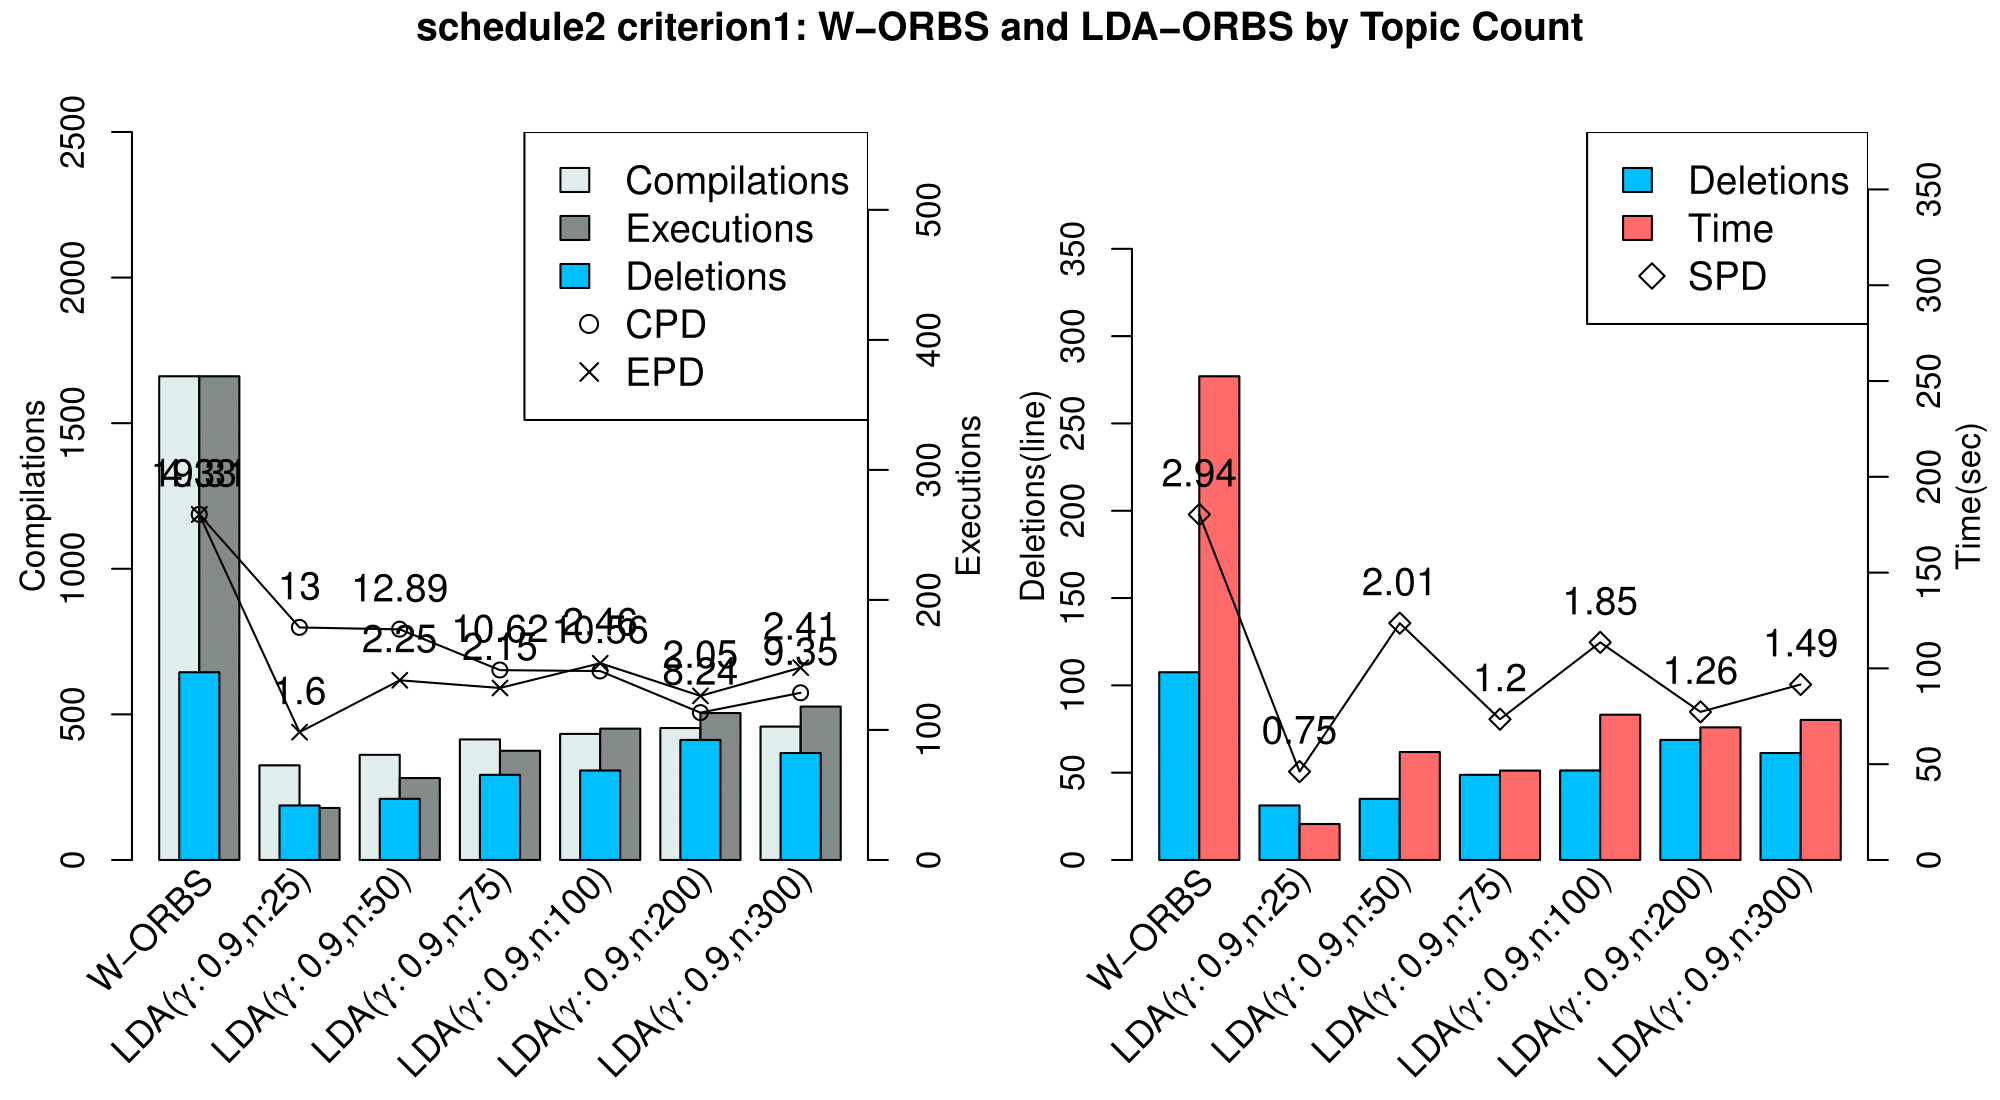 schedule2 criterion1: W−ORBS and LDA−ORBS by Topic Count
Compilations
0
500
1000
1500
2000
2500
Compilations
Executions
Deletions
CPD
EPD
13
12.89
10.62
10.56
8.24
9.35
1.6
2.25
2.15
2.46
2.05
2.41
0
100
200
300
400
500
Executions
W−ORBS
LDA(γ: 0.9,n:25)
LDA(γ: 0.9,n:50)
LDA(γ: 0.9,n:75)
LDA(γ: 0.9,n:100)
LDA(γ: 0.9,n:200)
LDA(γ: 0.9,n:300)
Deletions(line)
0
50
100
150
200
250
300
350
Deletions
Time
SPD
2.94
0.75
2.01
1.2
1.85
1.26
1.49
0
50
100
150
200
250
300
350
Time(sec)
W−ORBS
LDA(γ: 0.9,n:25)
LDA(γ: 0.9,n:50)
LDA(γ: 0.9,n:75)
LDA(γ: 0.9,n:100)
LDA(γ: 0.9,n:200)
LDA(γ: 0.9,n:300)